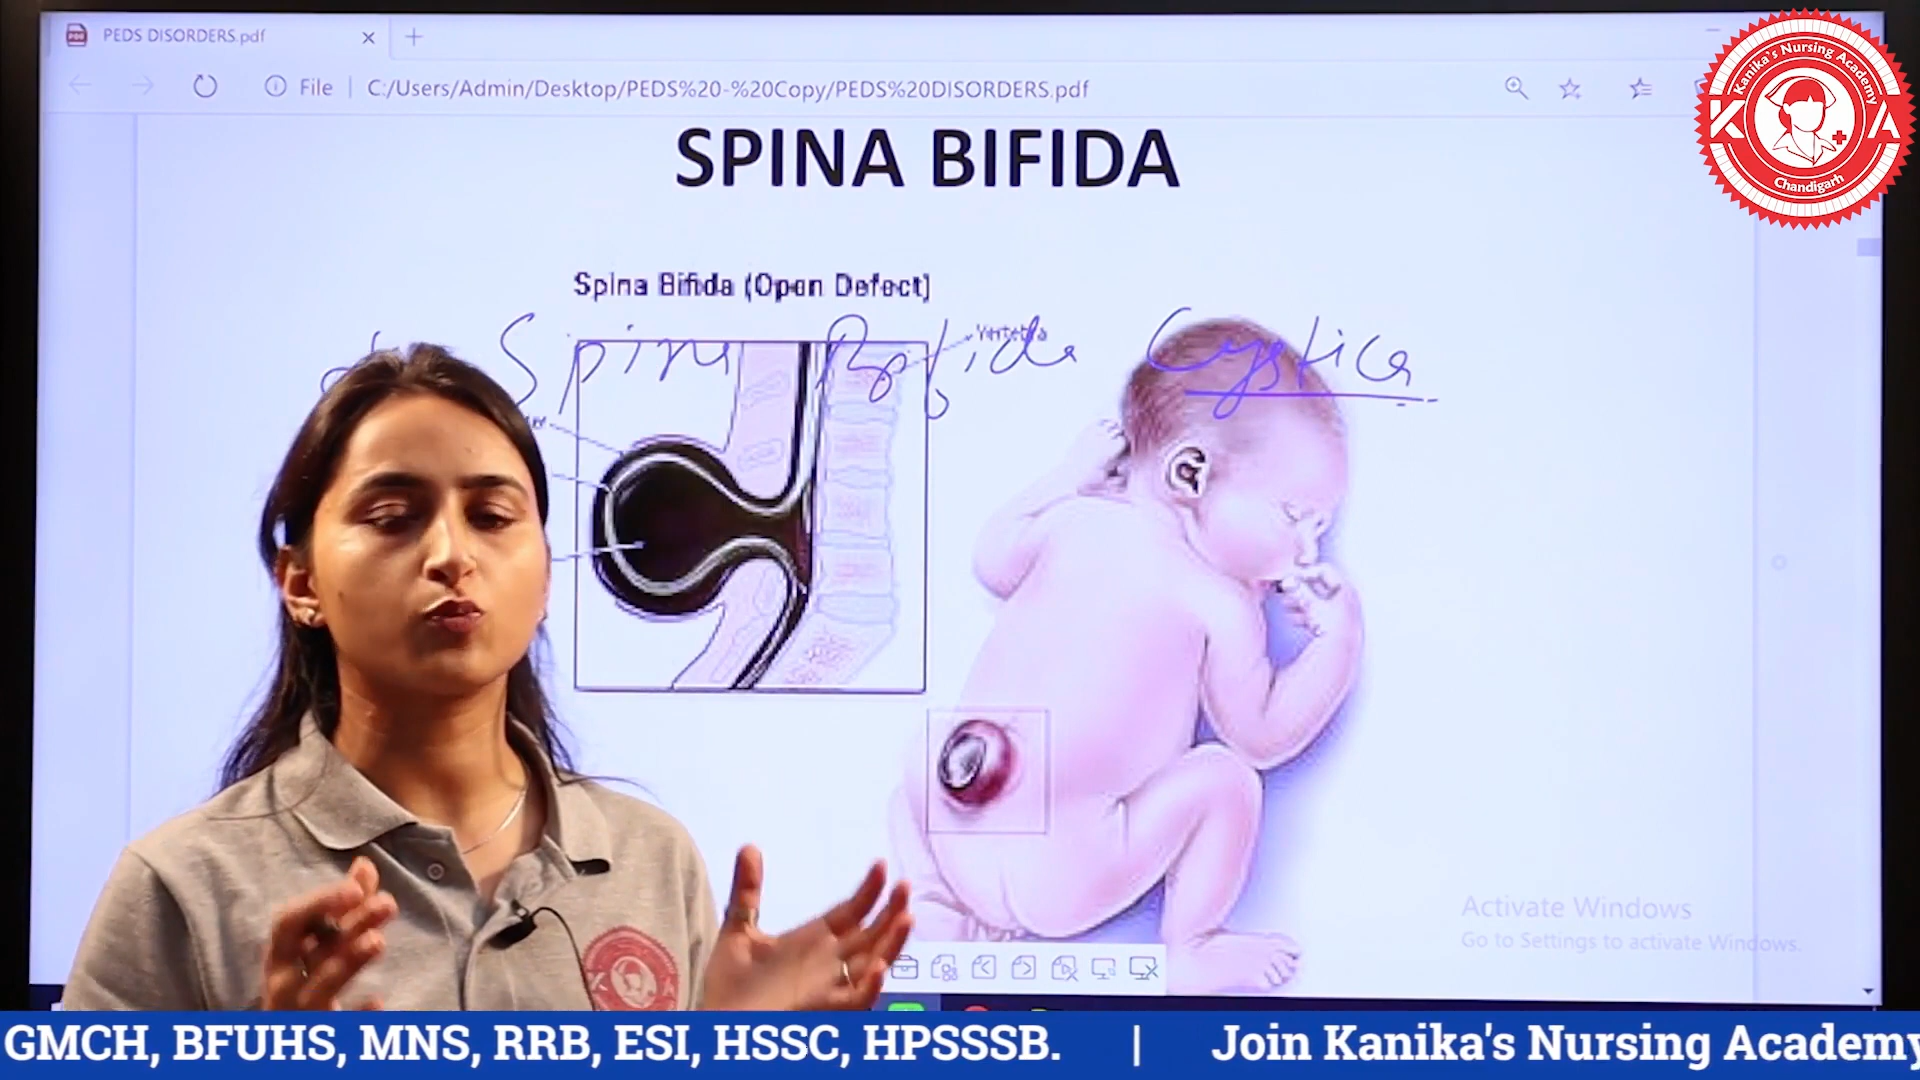 PEDS DISORDERS.pdf
File | C:/Users/Admin/Desktop/PEDS%20-%20Copy/PEDS%20DISORDERS.pdf
Kanika's Nursing Academy
K A
Chandigarh
SPINA BIFIDA
Spina Bifida (Open Defect)
Vertebra
Spina Bifida Cystica
Activate Windows
Go to Settings to activate Windows.
K A
GMCH, BFUHS, MNS, RRB, ESI, HSSC, HPSSSB. | Join Kanika's Nursing Academy